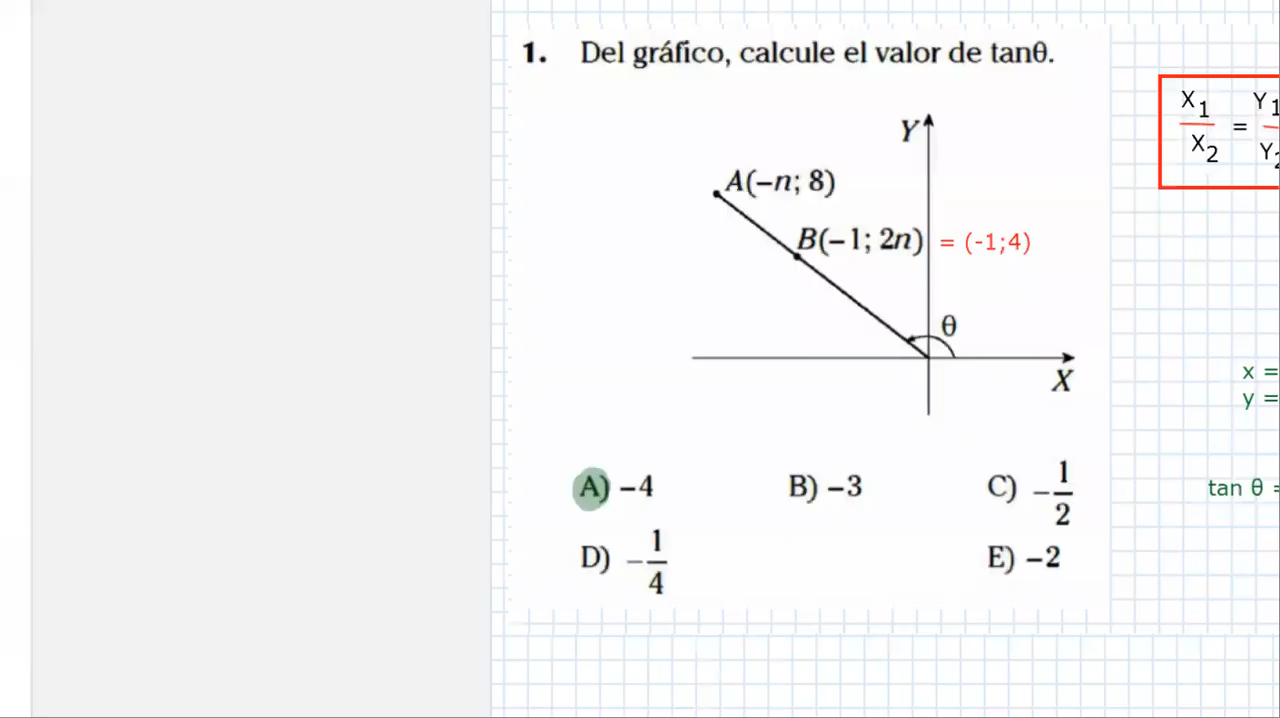 1. Del gráfico, calcule el valor de tanθ.
X1/X2 = Y1/Y2
Y
A(−n; 8)
B(−1; 2n) = (-1;4)
θ
X
x =
y =
A) −4 B) −3 C) −1/2
tan θ =
D) −1/4 E) −2